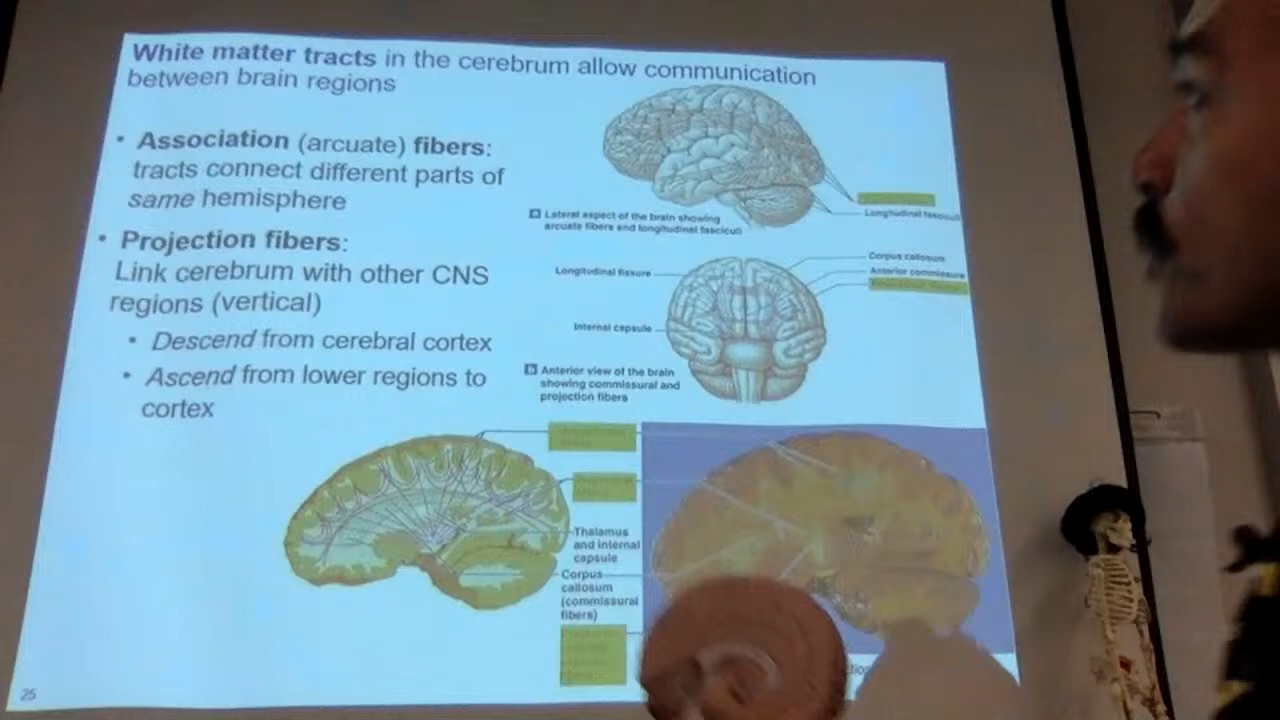 White matter tracts in the cerebrum allow communication
between brain regions
• Association (arcuate) fibers:
tracts connect different parts of
same hemisphere
• Projection fibers:
Link cerebrum with other CNS
regions (vertical)
• Descend from cerebral cortex
• Ascend from lower regions to
cortex
Longitudinal fasciculi
a Lateral aspect of the brain showing
arcuate fibers and longitudinal fasciculi
Corpus callosum
Longitudinal fissure
Anterior commissure
Internal capsule
b Anterior view of the brain
showing commissural and
projection fibers
Thalamus
and internal
capsule
Corpus
callosum
(commissural
fibers)
25